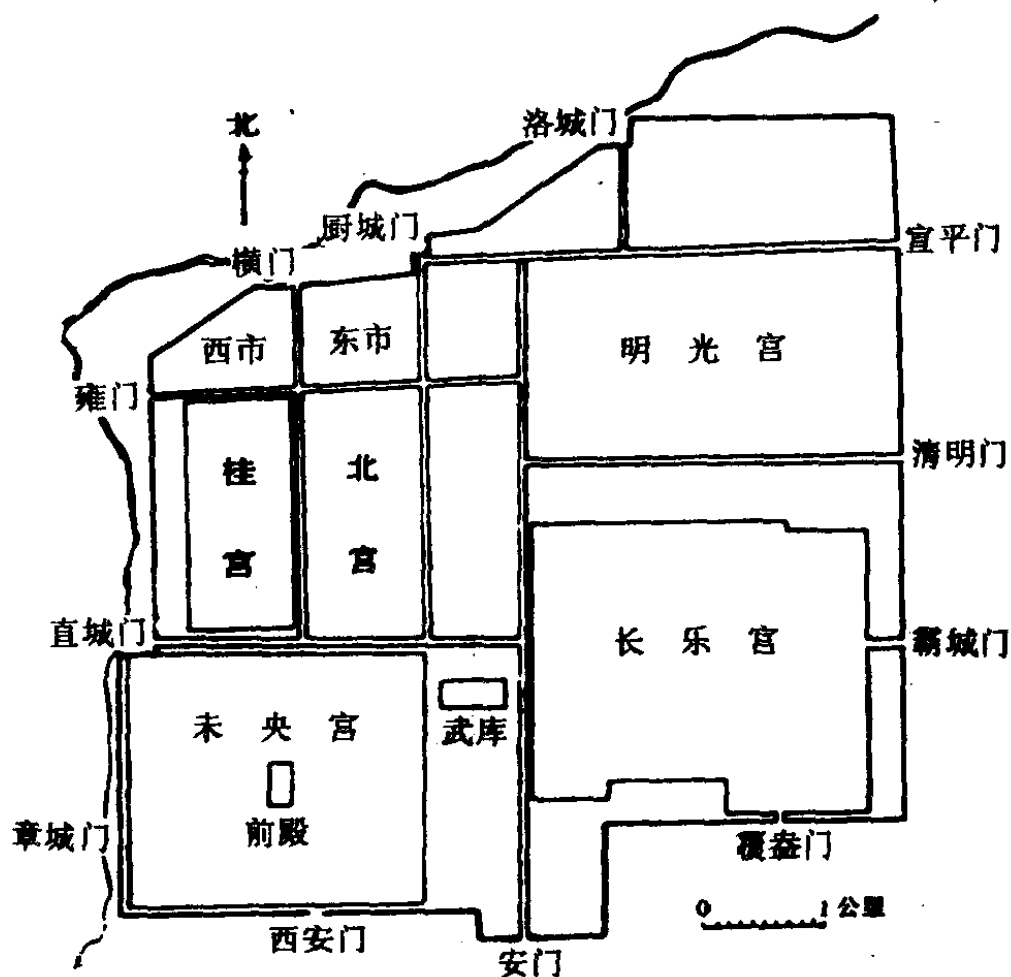 洛城门
北
厨城门
宣平门
横门
西市
东市
明光宫
雍门
清明门
桂宫
北宫
直城门
长乐宫
霸城门
未央宫
武库
前殿
章城门
覆盎门
0 1 公里
西安门
安门